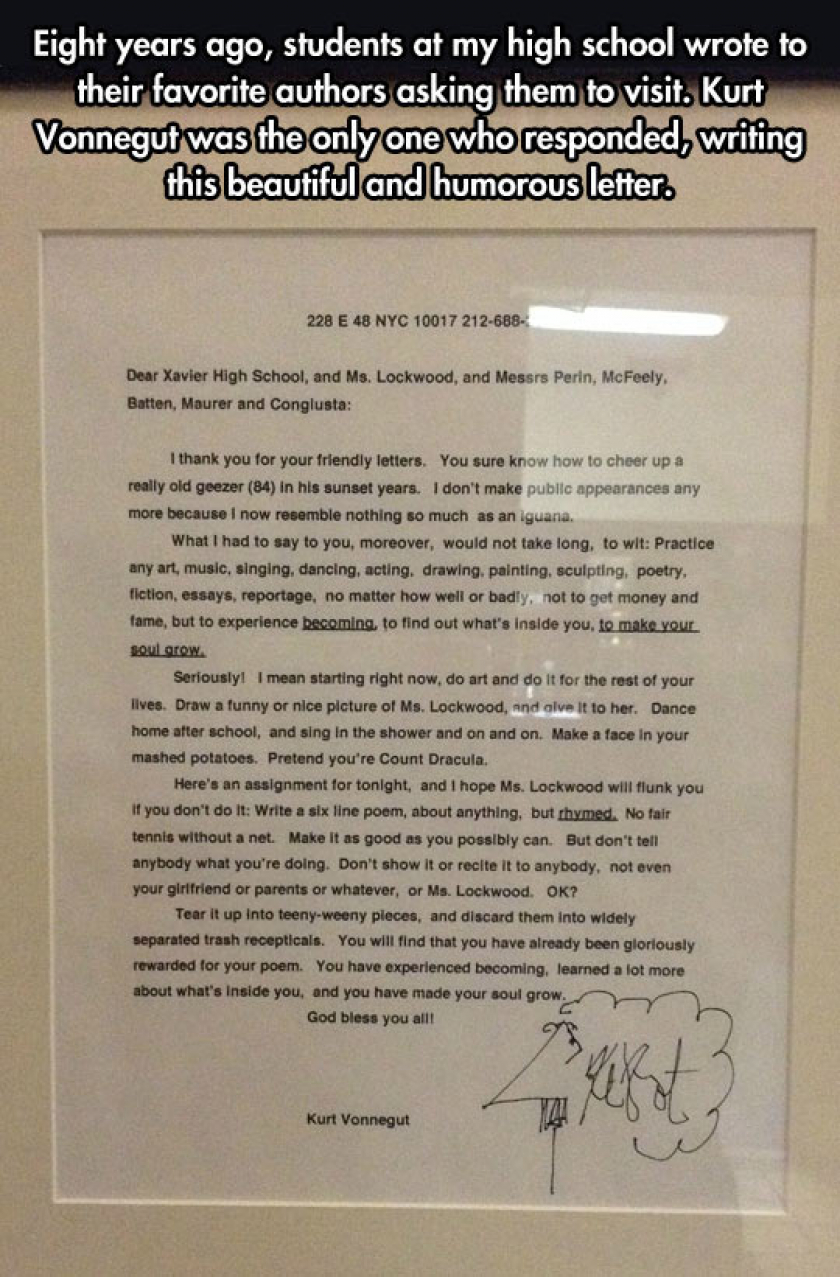 Eight years ago, students at my high school wrote to
their favorite authors asking them to visit. Kurt
Vonnegut was the only one who responded, writing
this beautiful and humorous letter.
228 E 48 NYC 10017 212-688-
Dear Xavier High School, and Ms. Lockwood, and Messrs Perin, McFeely,
Batten, Maurer and Congiusta:
I thank you for your friendly letters. You sure know how to cheer up a
really old geezer (84) in his sunset years. I don't make public appearances any
more because I now resemble nothing so much as an iguana.
What I had to say to you, moreover, would not take long, to wit: Practice
any art, music, singing, dancing, acting, drawing, painting, sculpting, poetry,
fiction, essays, reportage, no matter how well or badly, not to get money and
fame, but to experience becoming, to find out what's inside you, to make your
soul grow.
Seriously! I mean starting right now, do art and do it for the rest of your
lives. Draw a funny or nice picture of Ms. Lockwood, and give it to her. Dance
home after school, and sing in the shower and on and on. Make a face in your
mashed potatoes. Pretend you're Count Dracula.
Here's an assignment for tonight, and I hope Ms. Lockwood will flunk you
if you don't do it: Write a six line poem, about anything, but rhymed. No fair
tennis without a net. Make it as good as you possibly can. But don't tell
anybody what you're doing. Don't show it or recite it to anybody, not even
your girlfriend or parents or whatever, or Ms. Lockwood. OK?
Tear it up into teeny-weeny pieces, and discard them into widely
separated trash recepticals. You will find that you have already been gloriously
rewarded for your poem. You have experienced becoming, learned a lot more
about what's inside you, and you have made your soul grow.
God bless you all!
Kurt Vonnegut